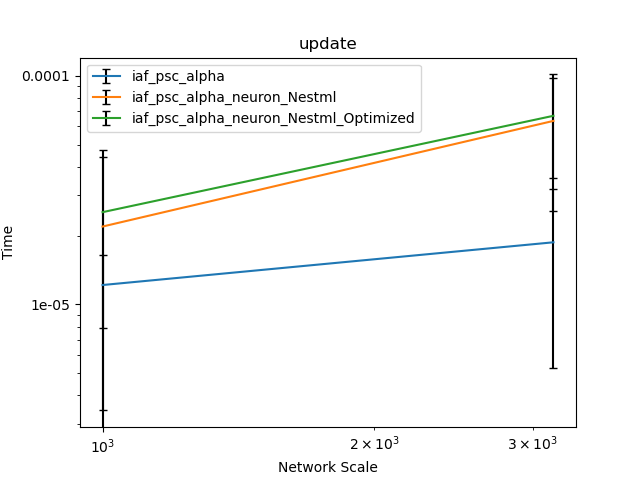 update
iaf_psc_alpha
iaf_psc_alpha_neuron_Nestml
iaf_psc_alpha_neuron_Nestml_Optimized
0.0001
1e-05
Time
10³
2 × 10³
3 × 10³
Network Scale